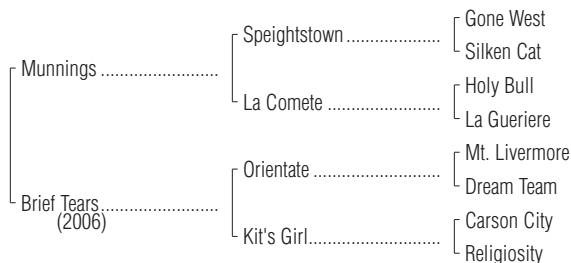 Gone West
Speightstown
Silken Cat
Munnings
Holy Bull
La Comete
La Gueriere
Mt. Livermore
Orientate
Dream Team
Brief Tears
(2006)
Carson City
Kit's Girl
Religiosity